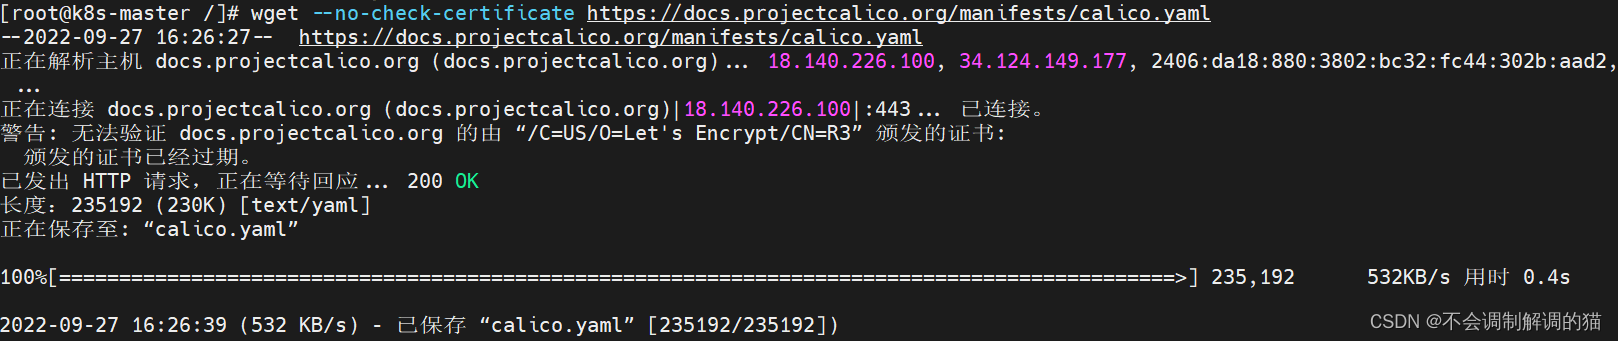 [root@k8s-master /]# wget --no-check-certificate https://docs.projectcalico.org/manifests/calico.yaml
--2022-09-27 16:26:27--  https://docs.projectcalico.org/manifests/calico.yaml
正在解析主机 docs.projectcalico.org (docs.projectcalico.org)... 18.140.226.100, 34.124.149.177, 2406:da18:880:3802:bc32:fc44:302b:aad2,
...
正在连接 docs.projectcalico.org (docs.projectcalico.org)|18.140.226.100|:443... 已连接。
警告: 无法验证 docs.projectcalico.org 的由 “/C=US/O=Let's Encrypt/CN=R3” 颁发的证书:
颁发的证书已经过期。
已发出 HTTP 请求，正在等待回应... 200 OK
长度：235192 (230K) [text/yaml]
正在保存至: “calico.yaml”
100%[=============================================================================================>] 235,192      532KB/s 用时 0.4s
2022-09-27 16:26:39 (532 KB/s) - 已保存 “calico.yaml” [235192/235192])
CSDN @不会调制解调的猫